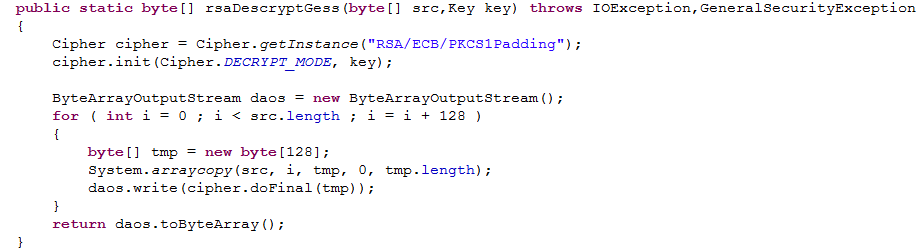 public static byte[] rsaDescryptGess(byte[] src,Key key) throws IOException,GeneralSecurityException
{
    Cipher cipher = Cipher.getInstance("RSA/ECB/PKCS1Padding");
    cipher.init(Cipher.DECRYPT_MODE, key);

    ByteArrayOutputStream daos = new ByteArrayOutputStream();
    for ( int i = 0 ; i < src.length ; i = i + 128 )
    {
        byte[] tmp = new byte[128];
        System.arraycopy(src, i, tmp, 0, tmp.length);
        daos.write(cipher.doFinal(tmp));
    }
    return daos.toByteArray();
}